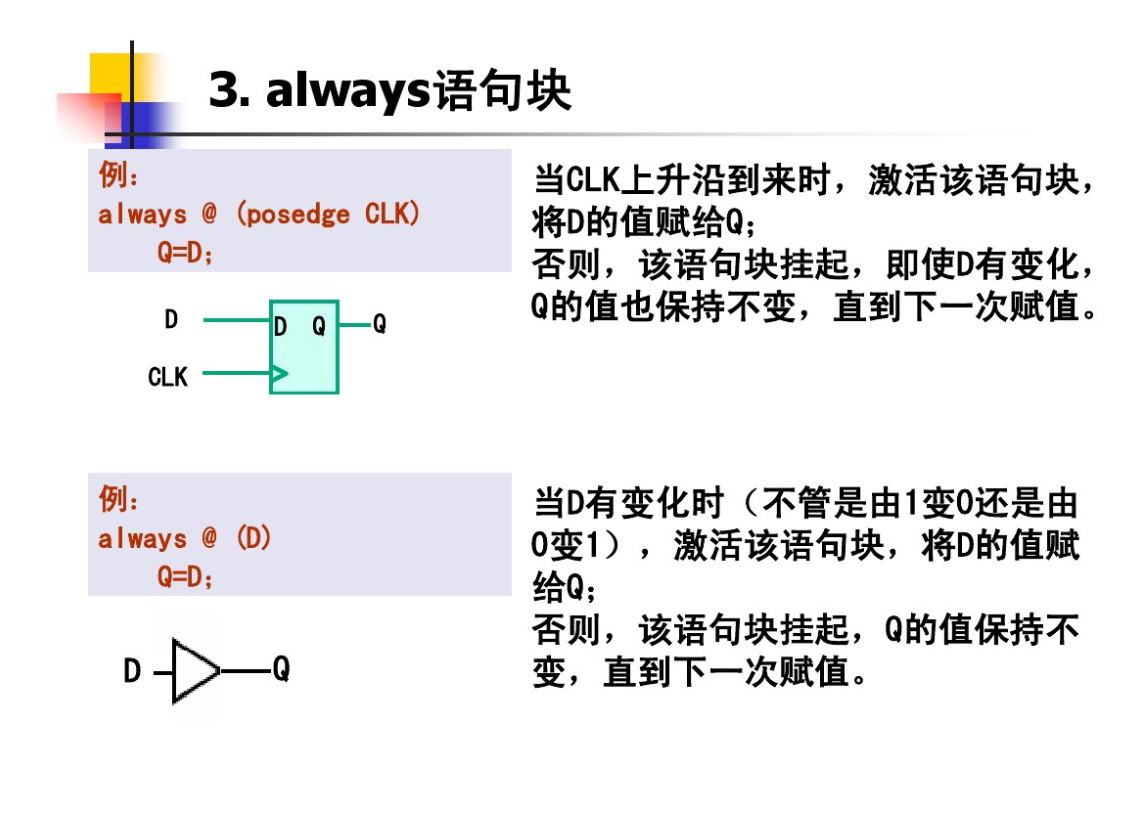 3. always语句块
例：
always @ (posedge CLK)
Q=D；
当CLK上升沿到来时，激活该语句块，
将D的值赋给Q；
否则，该语句块挂起，即使D有变化，
Q的值也保持不变，直到下一次赋值。
D
D Q
Q
CLK
例：
always @ (D)
Q=D；
当D有变化时（不管是由1变0还是由
0变1），激活该语句块，将D的值赋
给Q；
否则，该语句块挂起，Q的值保持不
变，直到下一次赋值。
D
Q